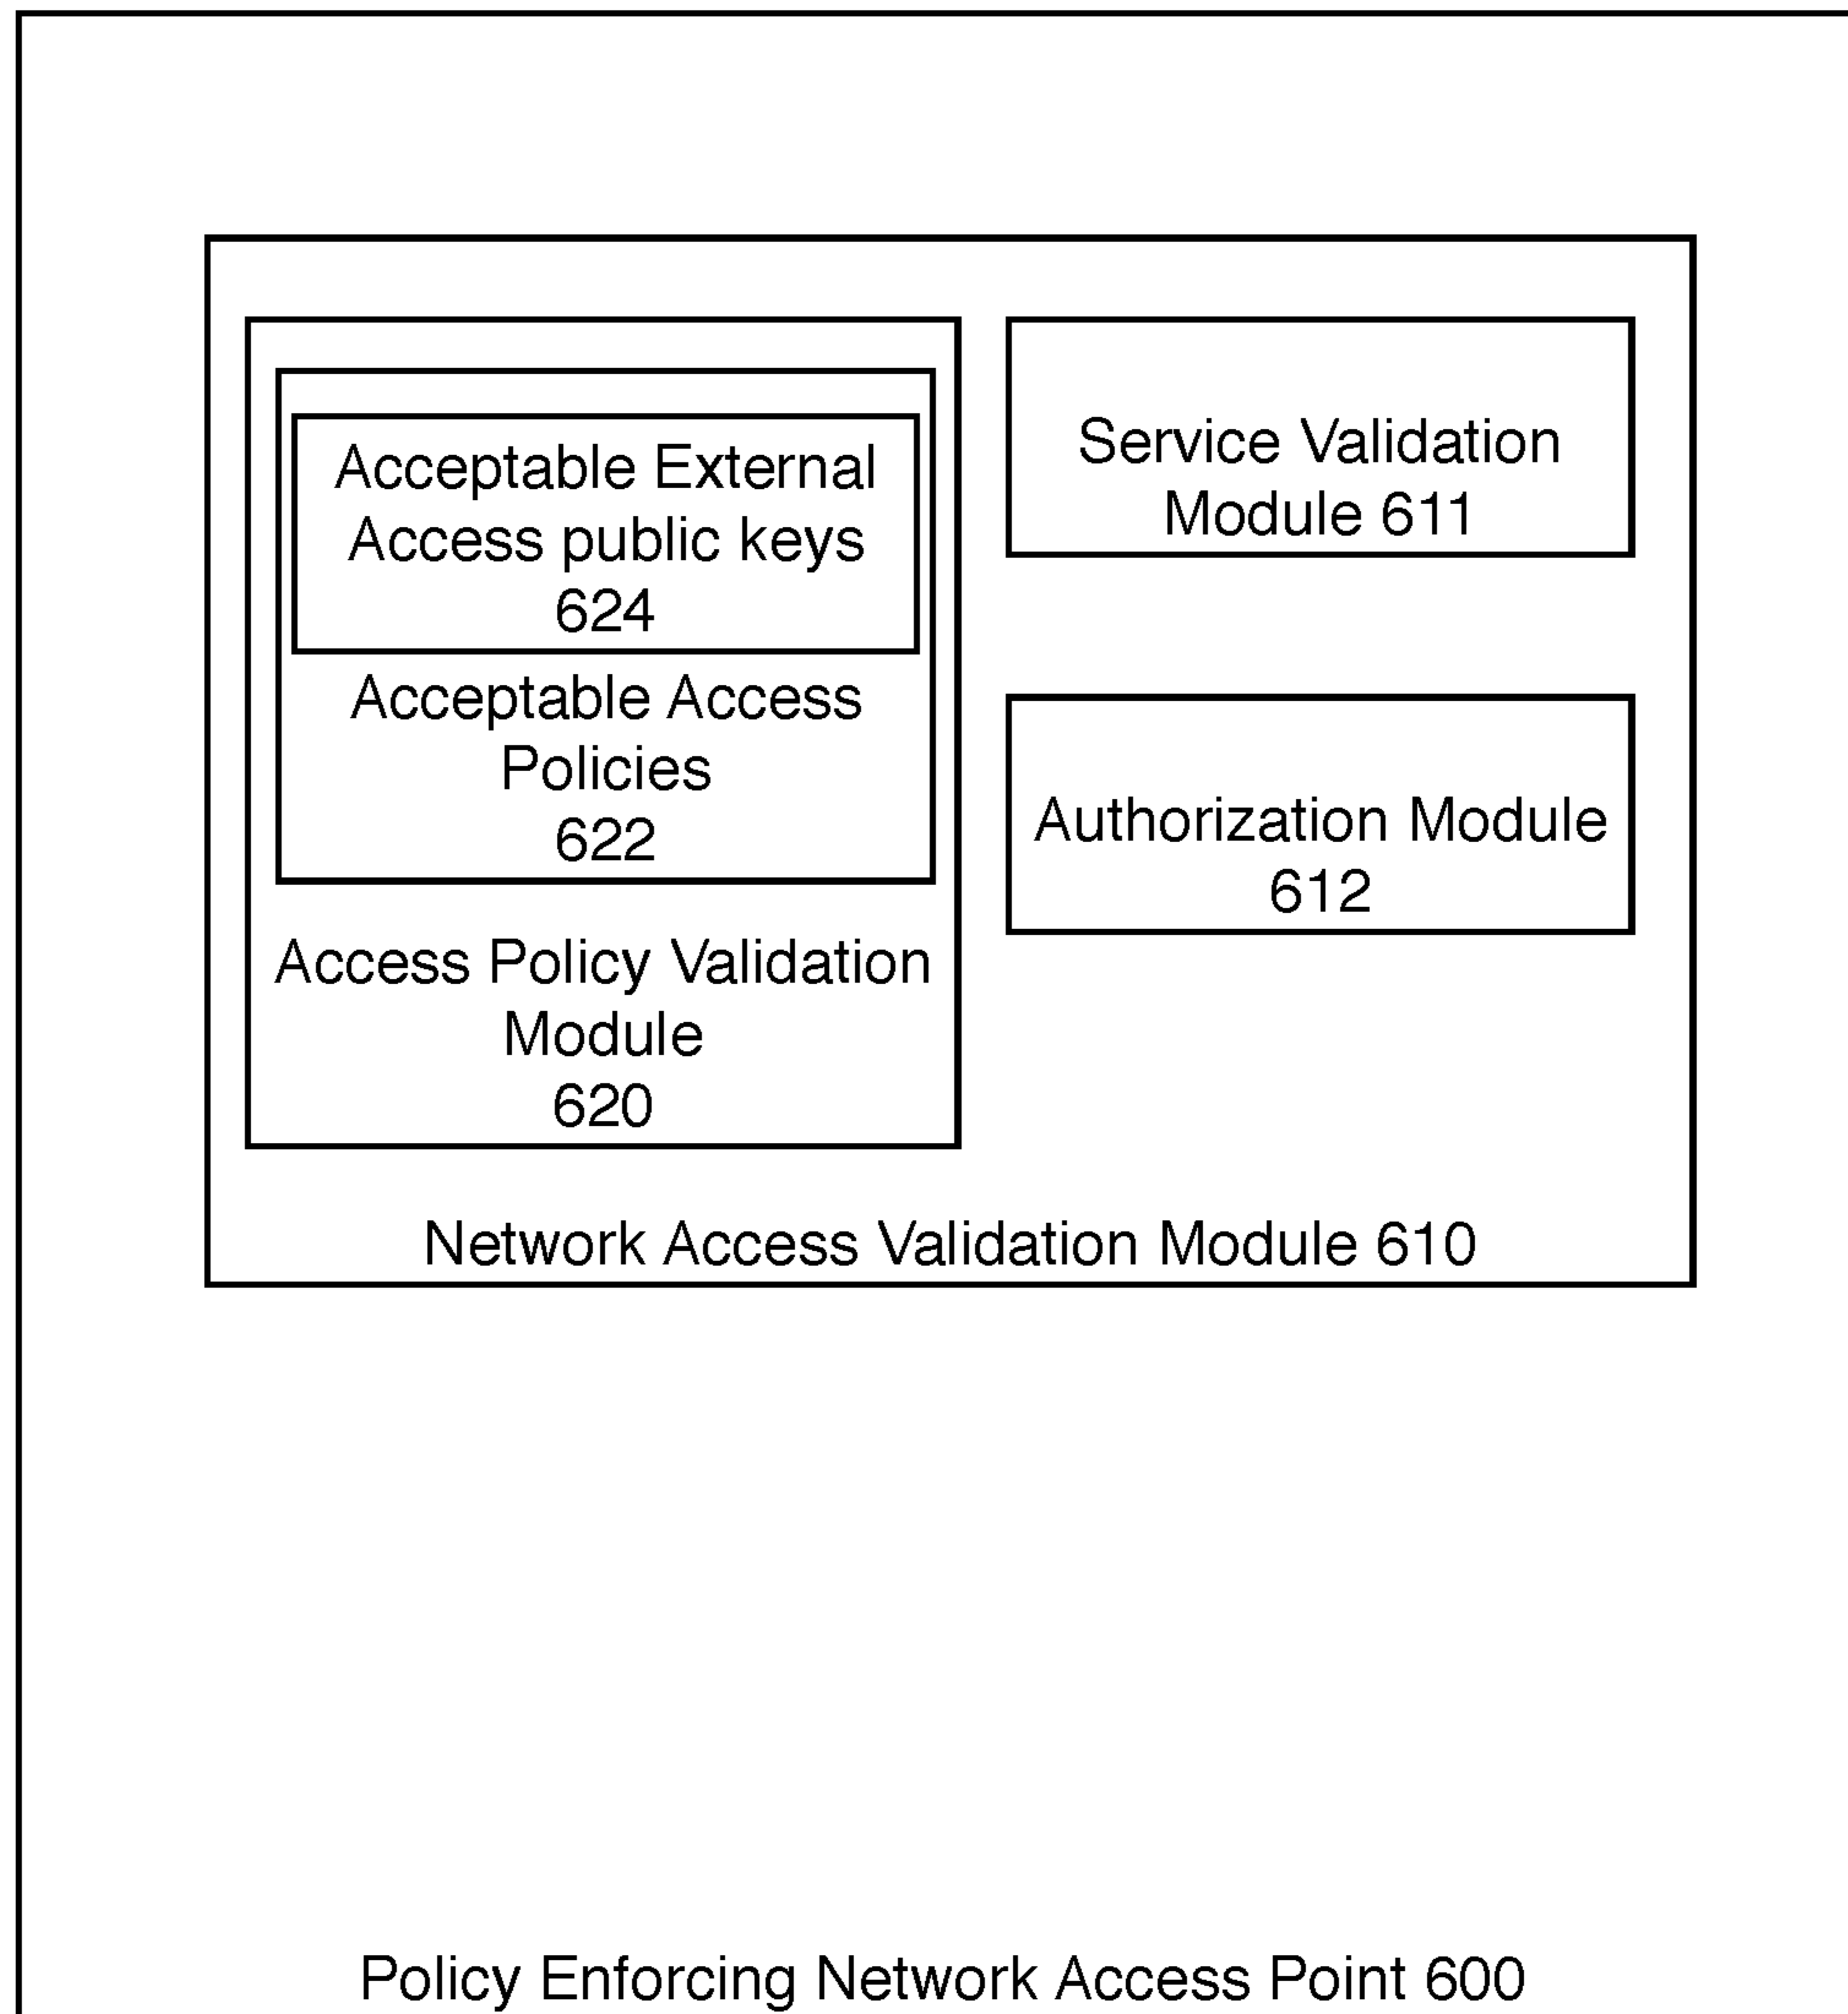 Acceptable External
Access public keys
624
Acceptable Access
Policies
622
Access Policy Validation
Module
620
Service Validation
Module 611
Authorization Module
612
Network Access Validation Module 610
Policy Enforcing Network Access Point 600